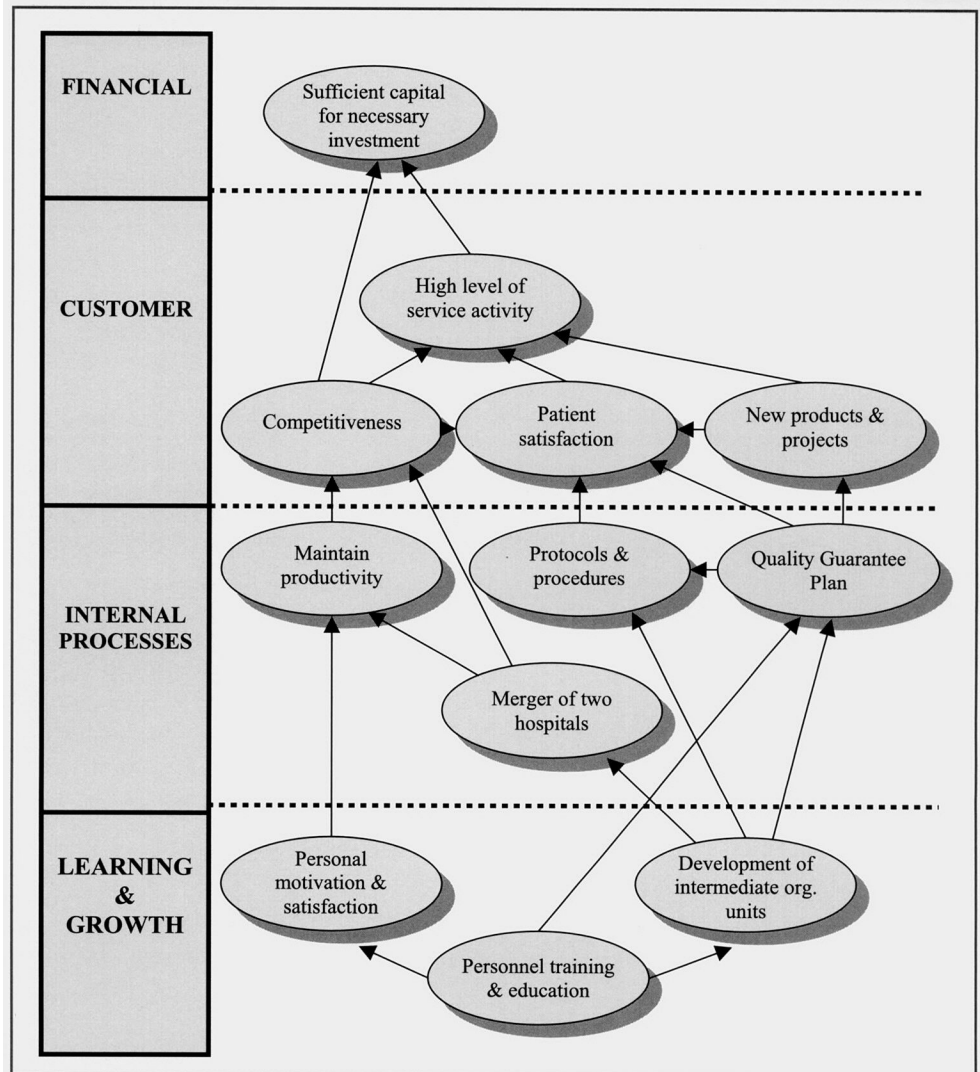 FINANCIAL
Sufficient capital
for necessary
investment
CUSTOMER
High level of
service activity
Competitiveness
Patient
satisfaction
New products &
projects
INTERNAL
PROCESSES
Maintain
productivity
Protocols &
procedures
Quality Guarantee
Plan
Merger of two
hospitals
LEARNING
&
GROWTH
Personal
motivation &
satisfaction
Development of
intermediate org.
units
Personnel training
& education